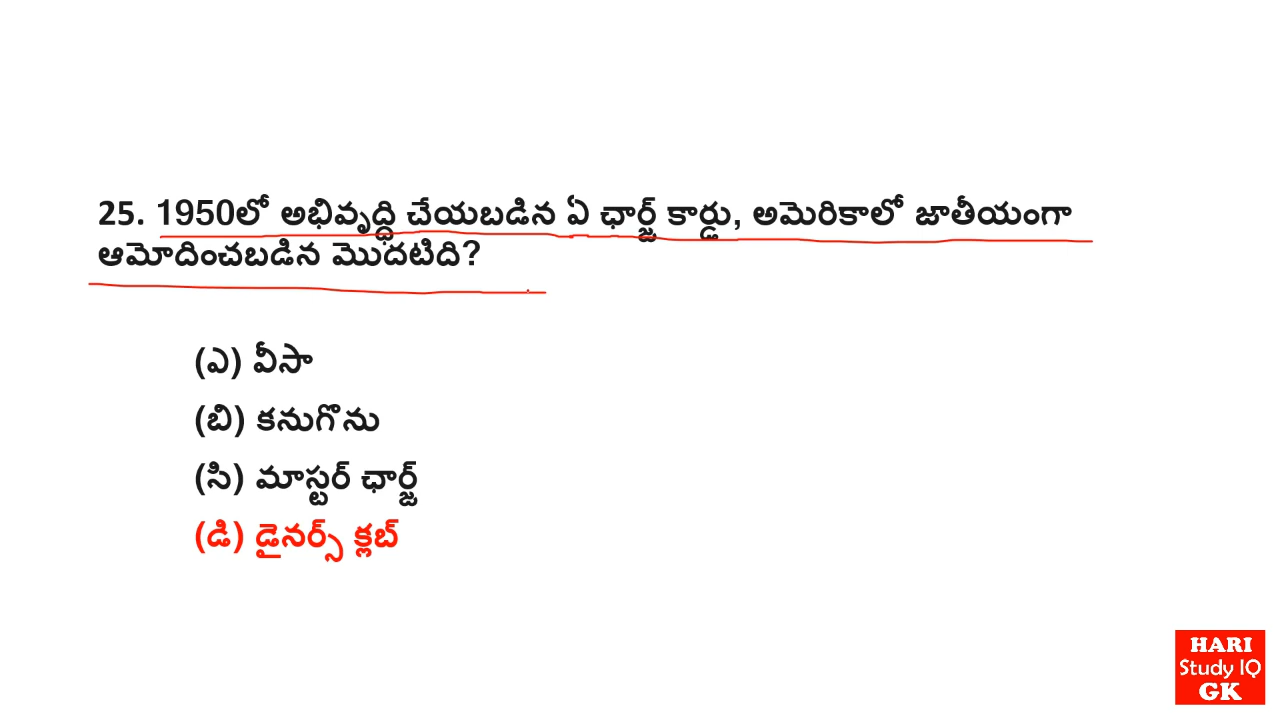 25. 1950లో అభివృద్ధి చేయబడిన ఏ ఛార్జ్ కార్డు, అమెరికాలో జాతీయంగా
ఆమోదించబడిన మొదటిది?
(ఎ) వీసా
(బి) కనుగొను
(సి) మాస్టర్ ఛార్జ్
(డి) డైనర్స్ క్లబ్
HARI
Study IQ
GK